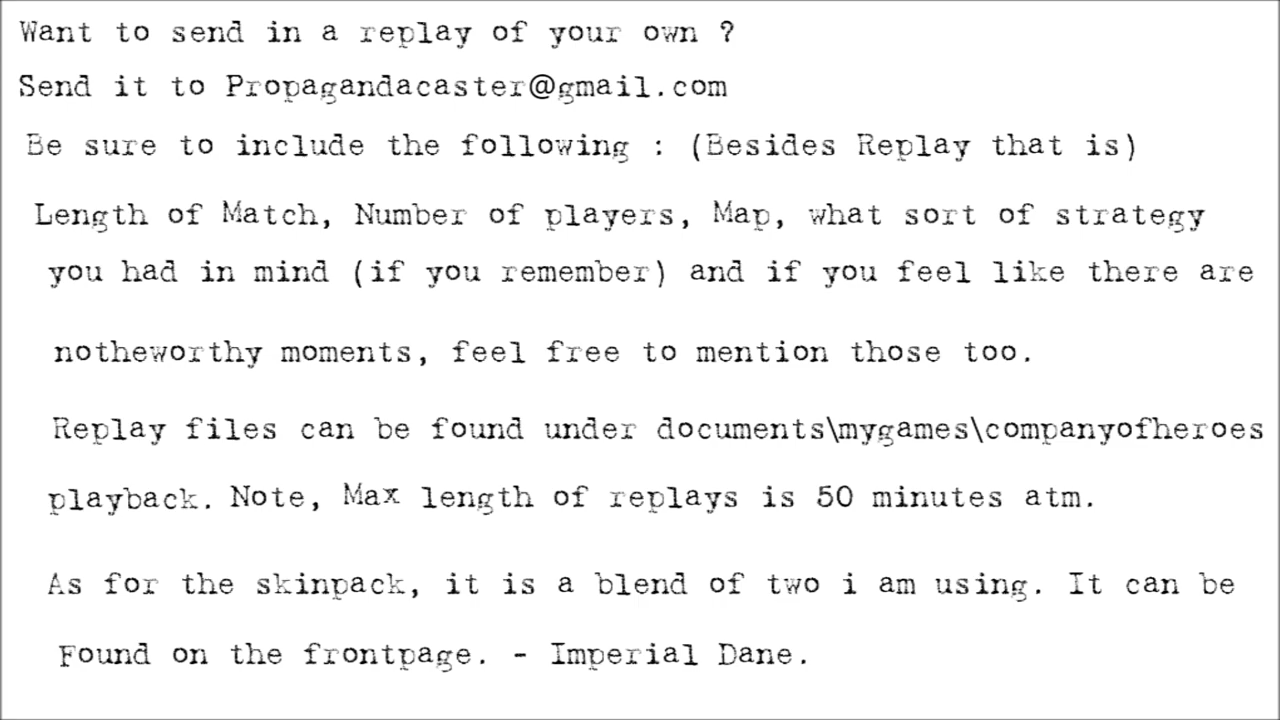 Want to send in a replay of your own ?
Send it to Propagandacaster@gmail.com
Be sure to include the following : (Besides Replay that is)
Length of Match, Number of players, Map, what sort of strategy
you had in mind (if you remember) and if you feel like there are
notheworthy moments, feel free to mention those too.
Replay files can be found under documents\mygames\companyofheroes
playback. Note, Max length of replays is 50 minutes atm.
As for the skinpack, it is a blend of two i am using. It can be
Found on the frontpage. - Imperial Dane.